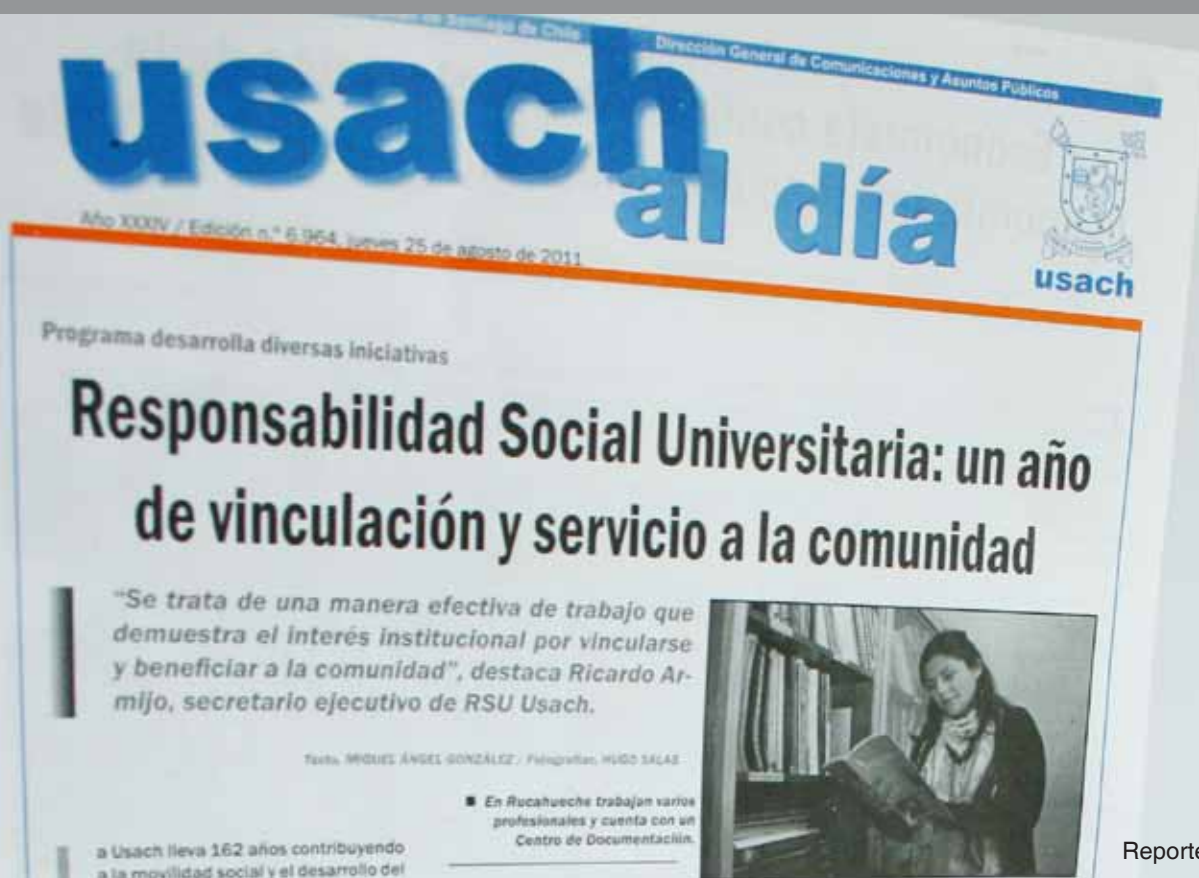 de Santiago de Chile
Dirección General de Comunicaciones y Asuntos Públicos
usach
al día
usach
Año XXXIV / Edición n.° 6.964, jueves 25 de agosto de 2011
Programa desarrolla diversas iniciativas
Responsabilidad Social Universitaria: un año
de vinculación y servicio a la comunidad
“Se trata de una manera efectiva de trabajo que
demuestra el interés institucional por vincularse
y beneficiar a la comunidad”, destaca Ricardo Ar-
mijo, secretario ejecutivo de RSU Usach.
Texto, MIGUEL ÁNGEL GONZÁLEZ / Fotografías, HUGO SALAS
■ En Rucahueche trabajan varios
profesionales y cuenta con un
Centro de Documentación.
a Usach lleva 162 años contribuyendo
a la movilidad social y el desarrollo del
Reporte